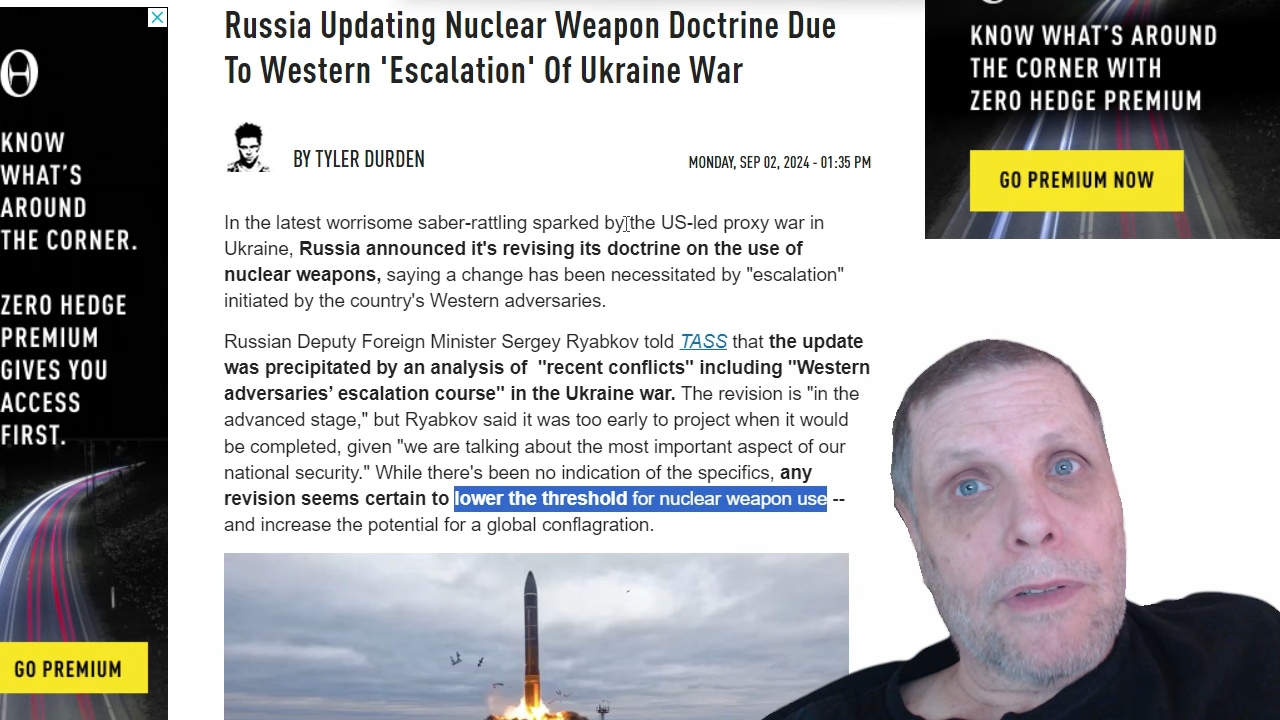 KNOW
WHAT'S
AROUND
THE CORNER.
ZERO HEDGE
PREMIUM
GIVES YOU
ACCESS
FIRST.
GO PREMIUM
Russia Updating Nuclear Weapon Doctrine Due
To Western 'Escalation' Of Ukraine War
BY TYLER DURDEN
MONDAY, SEP 02, 2024 - 01:35 PM
In the latest worrisome saber-rattling sparked by the US-led proxy war in
Ukraine, Russia announced it's revising its doctrine on the use of
nuclear weapons, saying a change has been necessitated by "escalation"
initiated by the country's Western adversaries.
Russian Deputy Foreign Minister Sergey Ryabkov told TASS that the update
was precipitated by an analysis of "recent conflicts" including "Western
adversaries’ escalation course" in the Ukraine war. The revision is "in the
advanced stage," but Ryabkov said it was too early to project when it would
be completed, given "we are talking about the most important aspect of our
national security." While there's been no indication of the specifics, any
revision seems certain to lower the threshold for nuclear weapon use --
and increase the potential for a global conflagration.
KNOW WHAT'S AROUND
THE CORNER WITH
ZERO HEDGE PREMIUM
GO PREMIUM NOW